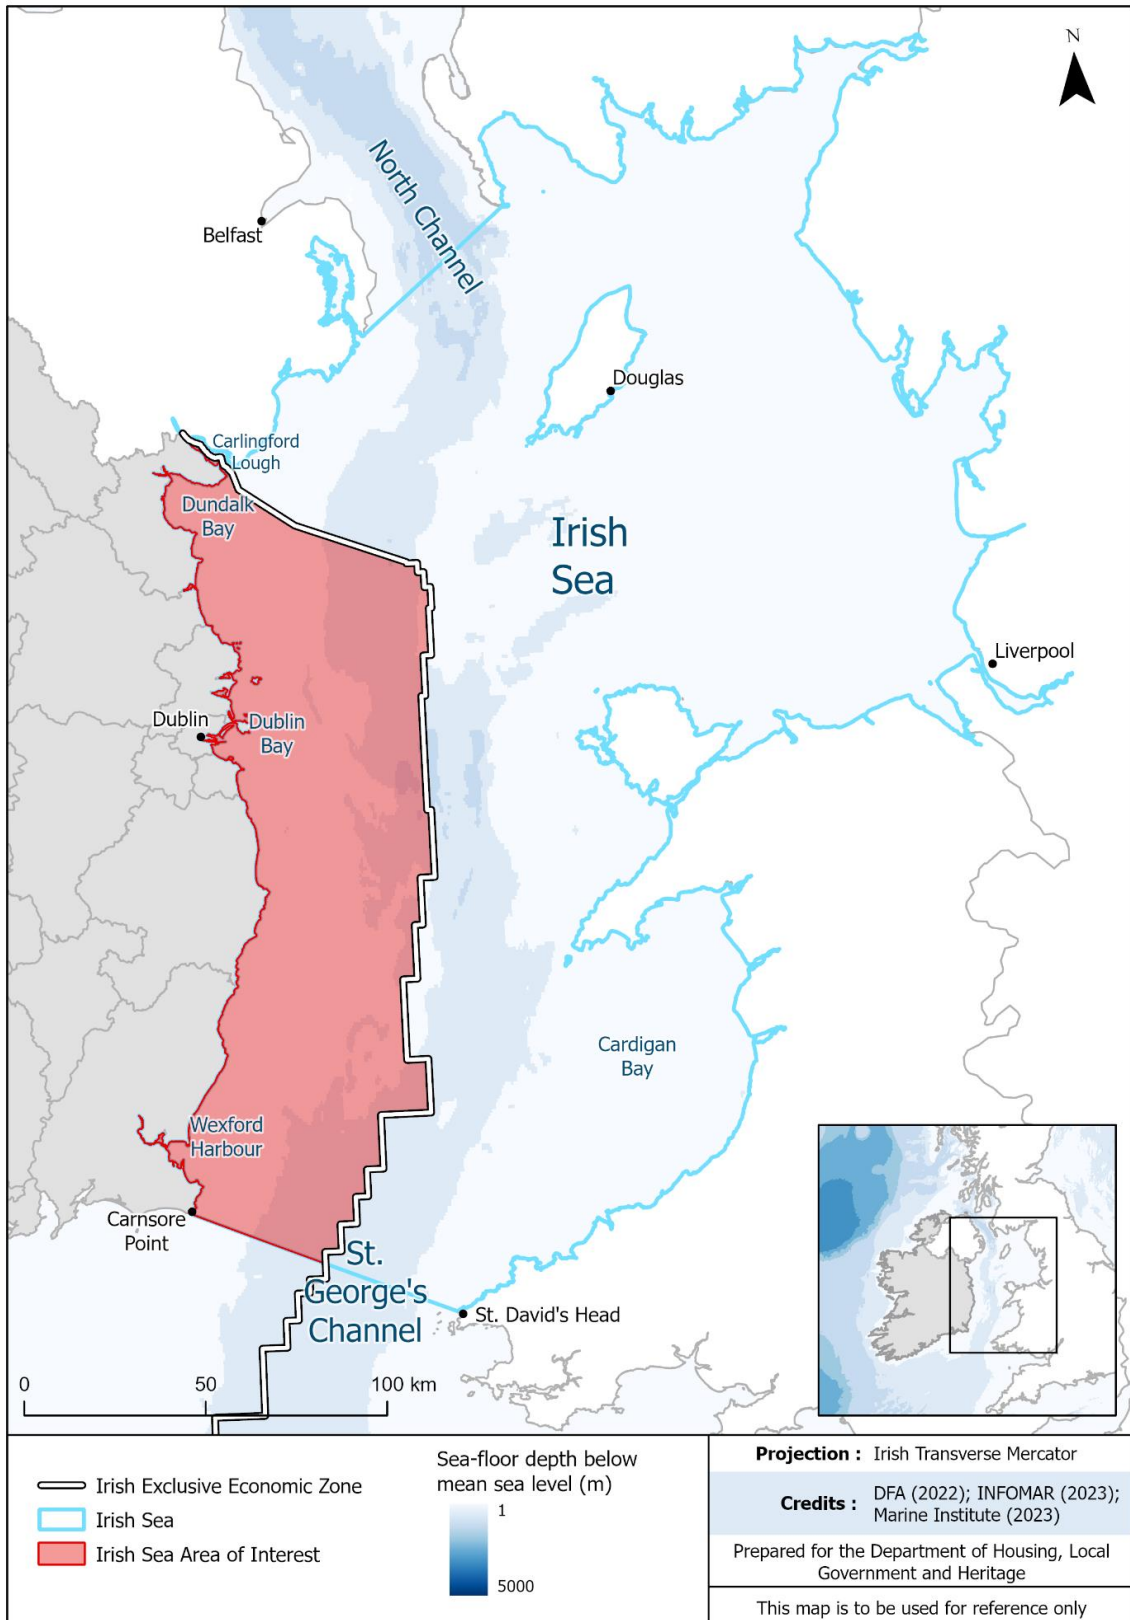 N
North Channel
Belfast
Douglas
Carlingford
Lough
Dundalk
Bay
Irish
Sea
Liverpool
Dublin
Dublin
Bay
Cardigan
Bay
Wexford
Harbour
Carnsore
Point
St.
George's
Channel
St. David's Head
0 50 100 km
Irish Exclusive Economic Zone
Irish Sea
Irish Sea Area of Interest
Sea-floor depth below
mean sea level (m)
1
5000
Projection : Irish Transverse Mercator
Credits : DFA (2022); INFOMAR (2023);
Marine Institute (2023)
Prepared for the Department of Housing, Local
Government and Heritage
This map is to be used for reference only